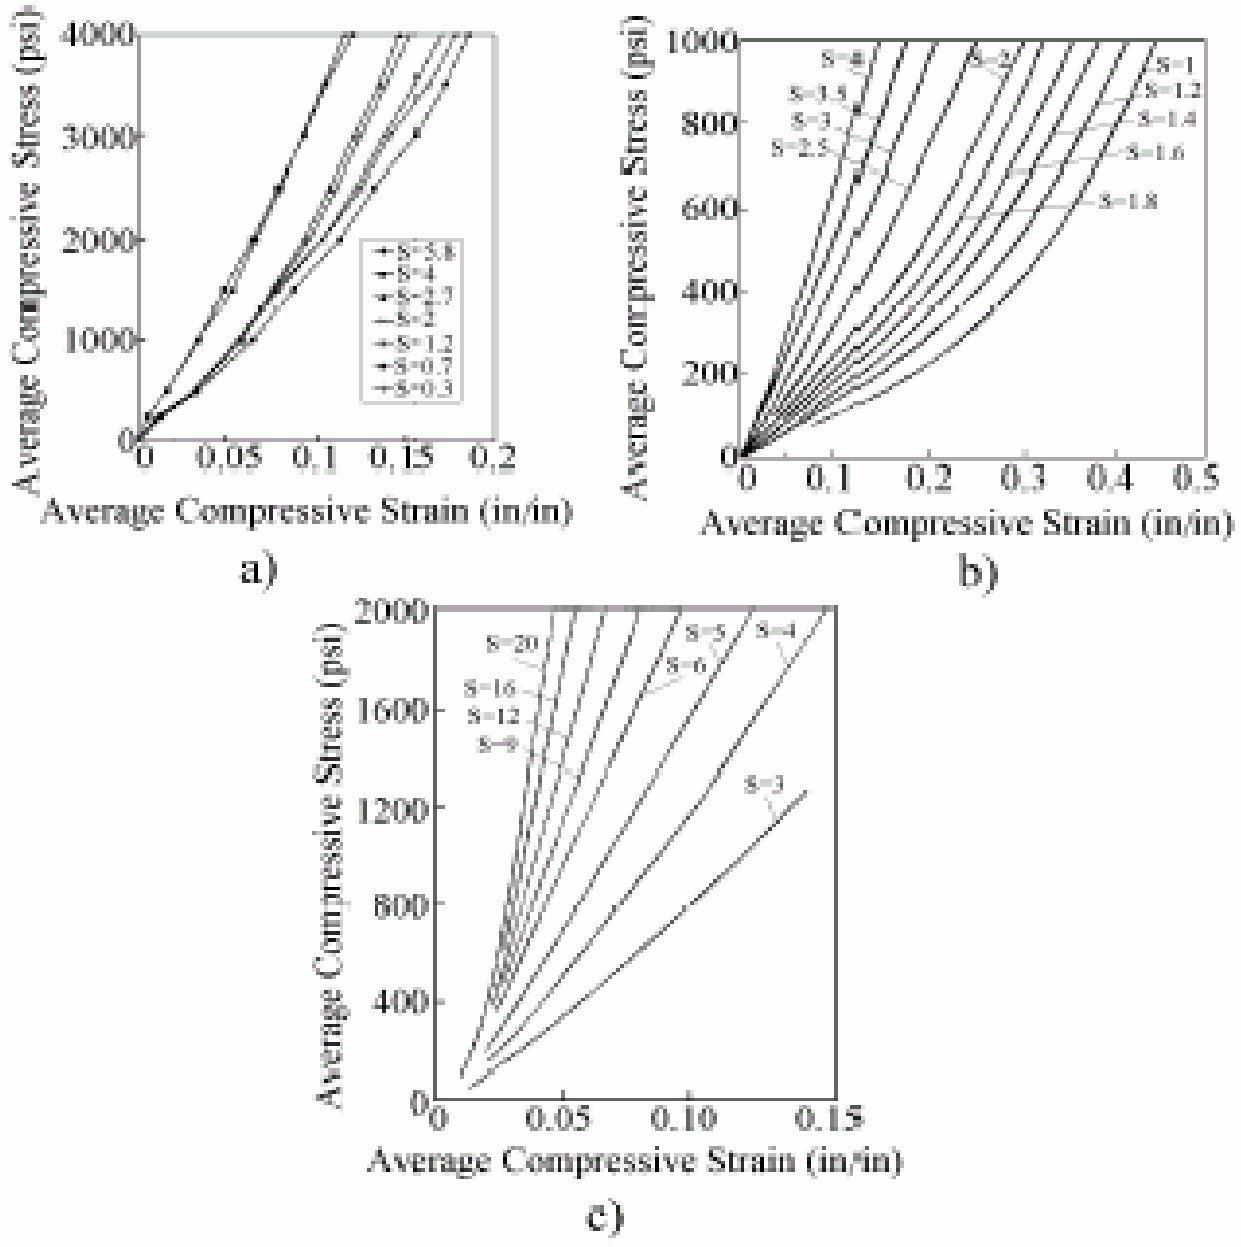 Average Compressive Stress (psi)
4000
3000
2000
1000
0
S=5.8
S=4
S=1.2
S=0.7
S=0.3
0 0.05 0.1 0.15 0.2
Average Compressive Strain (in/in)
a)
Average Compressive Stress (psi)
1000
800
600
400
200
0
S=4
S=3.5
S=3
S=2.5
S=2
S=1
S=1.2
S=1.4
S=1.6
S=1.8
0 0.1 0.2 0.3 0.4 0.5
Average Compressive Strain (in/in)
b)
Average Compressive Stress (psi)
2000
1600
1200
800
400
0
S=20
S=16
S=12
S=9
S=6
S=5
S=4
S=3
0 0.05 0.10 0.15
Average Compressive Strain (in/in)
c)